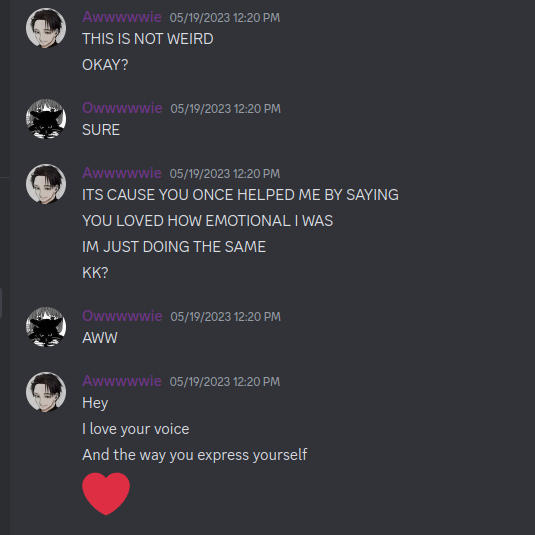 Awwwwwie 05/19/2023 12:20 PM
THIS IS NOT WEIRD
OKAY?
Owwwwwie 05/19/2023 12:20 PM
SURE
Awwwwwie 05/19/2023 12:20 PM
ITS CAUSE YOU ONCE HELPED ME BY SAYING
YOU LOVED HOW EMOTIONAL I WAS
IM JUST DOING THE SAME
KK?
Owwwwwie 05/19/2023 12:20 PM
AWW
Awwwwwie 05/19/2023 12:20 PM
Hey
I love your voice
And the way you express yourself